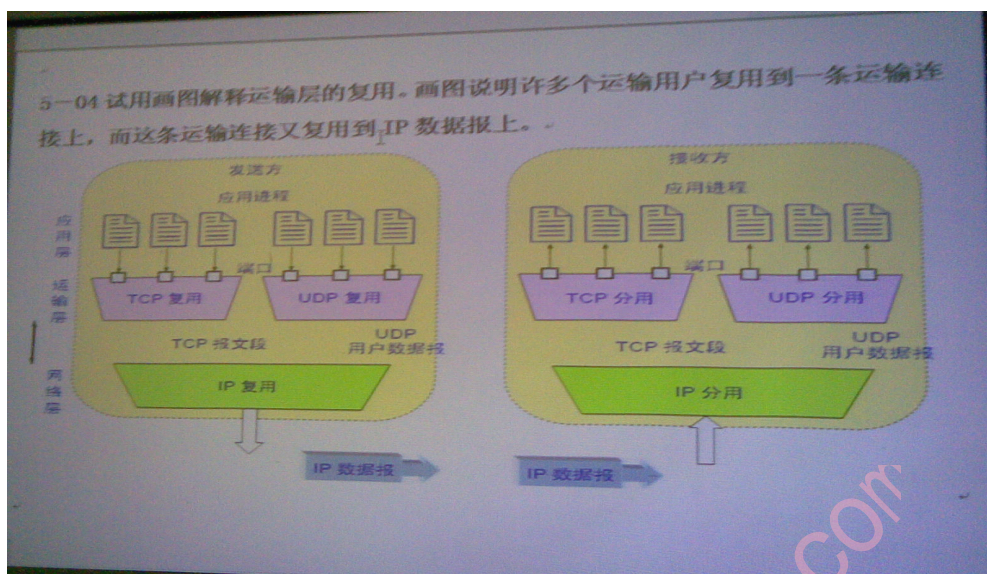 5-04 试用画图解释运输层的复用。画图说明许多个运输用户复用到一条运输连
接上，而这条运输连接又复用到 IP 数据报上。
发送方
应用进程
应用层
端口
运输层
TCP 复用
UDP 复用
TCP 报文段
UDP
用户数据报
网络层
IP 复用
IP 数据报
接收方
应用进程
端口
TCP 分用
UDP 分用
TCP 报文段
UDP
用户数据报
IP 分用
IP 数据报
.com